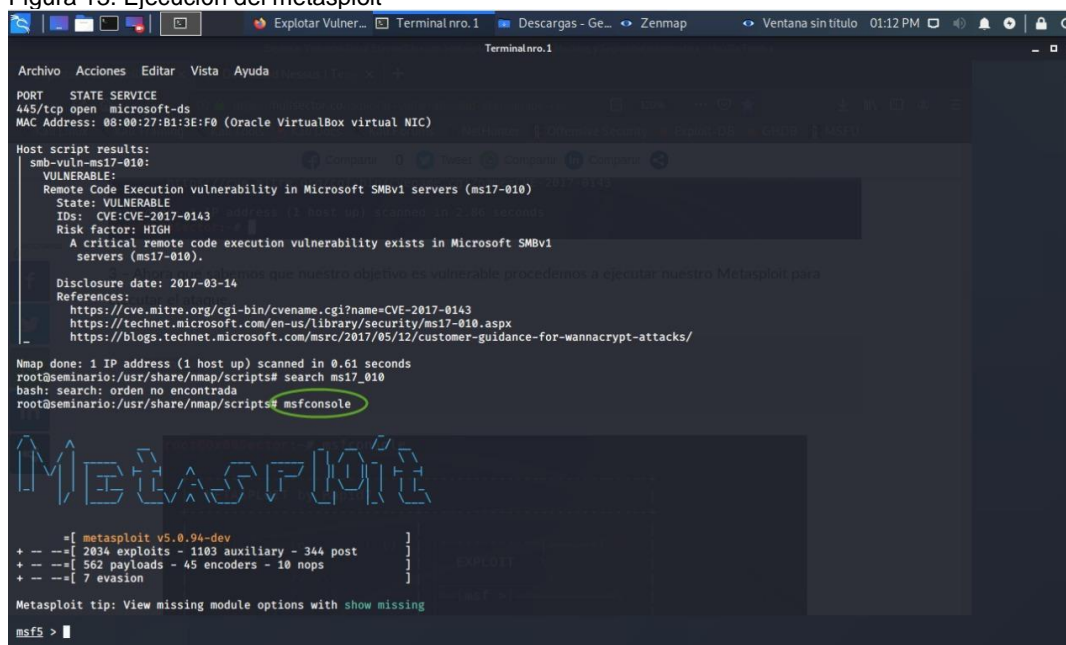 Figura 15. Ejecución del metasploit
Explotar Vulner... Terminal nro. 1 Descargas - Ge... Zenmap Ventana sin título 01:12 PM
Terminal nro. 1
Archivo Acciones Editar Vista Ayuda
PORT STATE SERVICE
445/tcp open microsoft-ds
MAC Address: 08:00:27:B1:3E:F0 (Oracle VirtualBox virtual NIC)
Host script results:
| smb-vuln-ms17-010:
| VULNERABLE:
| Remote Code Execution vulnerability in Microsoft SMBv1 servers (ms17-010)
| State: VULNERABLE
| IDs: CVE:CVE-2017-0143
| Risk factor: HIGH
| A critical remote code execution vulnerability exists in Microsoft SMBv1
| servers (ms17-010).
|
| Disclosure date: 2017-03-14
| References:
| https://cve.mitre.org/cgi-bin/cvename.cgi?name=CVE-2017-0143
| https://technet.microsoft.com/en-us/library/security/ms17-010.aspx
|_ https://blogs.technet.microsoft.com/msrc/2017/05/12/customer-guidance-for-wannacrypt-attacks/
Nmap done: 1 IP address (1 host up) scanned in 0.61 seconds
root@seminario:/usr/share/nmap/scripts# search ms17_010
bash: search: orden no encontrada
root@seminario:/usr/share/nmap/scripts# msfconsole
Metasploit
=[ metasploit v5.0.94-dev ]
+ -- --=[ 2034 exploits - 1103 auxiliary - 344 post ]
+ -- --=[ 562 payloads - 45 encoders - 10 nops ]
+ -- --=[ 7 evasion ]
Metasploit tip: View missing module options with show missing
msf5 >